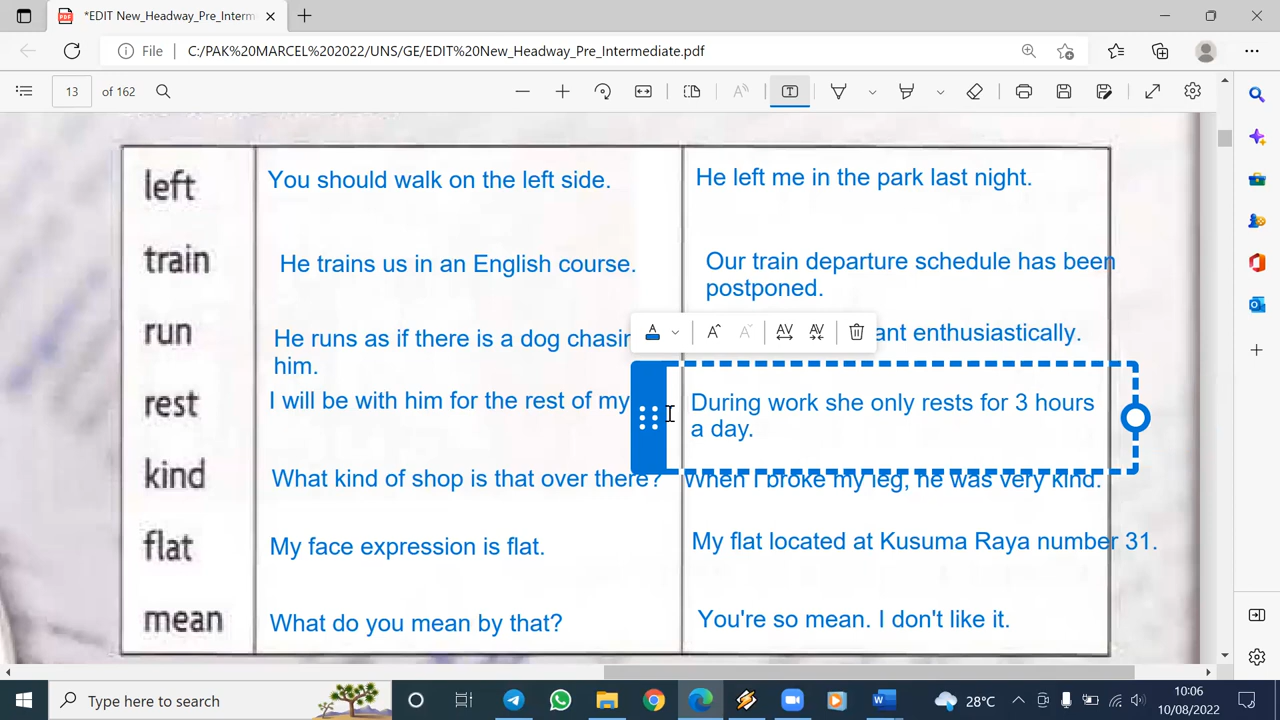 *EDIT New_Headway_Pre_Intermi
File
C:/PAK%20MARCEL%202022/UNS/GE/EDIT%20New_Headway_Pre_Intermediate.pdf
13 of 162
left
You should walk on the left side.
He left me in the park last night.
train
He trains us in an English course.
Our train departure schedule has been
postponed.
run
He runs as if there is a dog chasin
him.
enthusiastically.
rest
I will be with him for the rest of my
During work she only rests for 3 hours
a day.
kind
What kind of shop is that over there?
When I broke my leg, he was very kind.
flat
My face expression is flat.
My flat located at Kusuma Raya number 31.
mean
What do you mean by that?
You're so mean. I don't like it.
Type here to search
28°C
10:06
10/08/2022